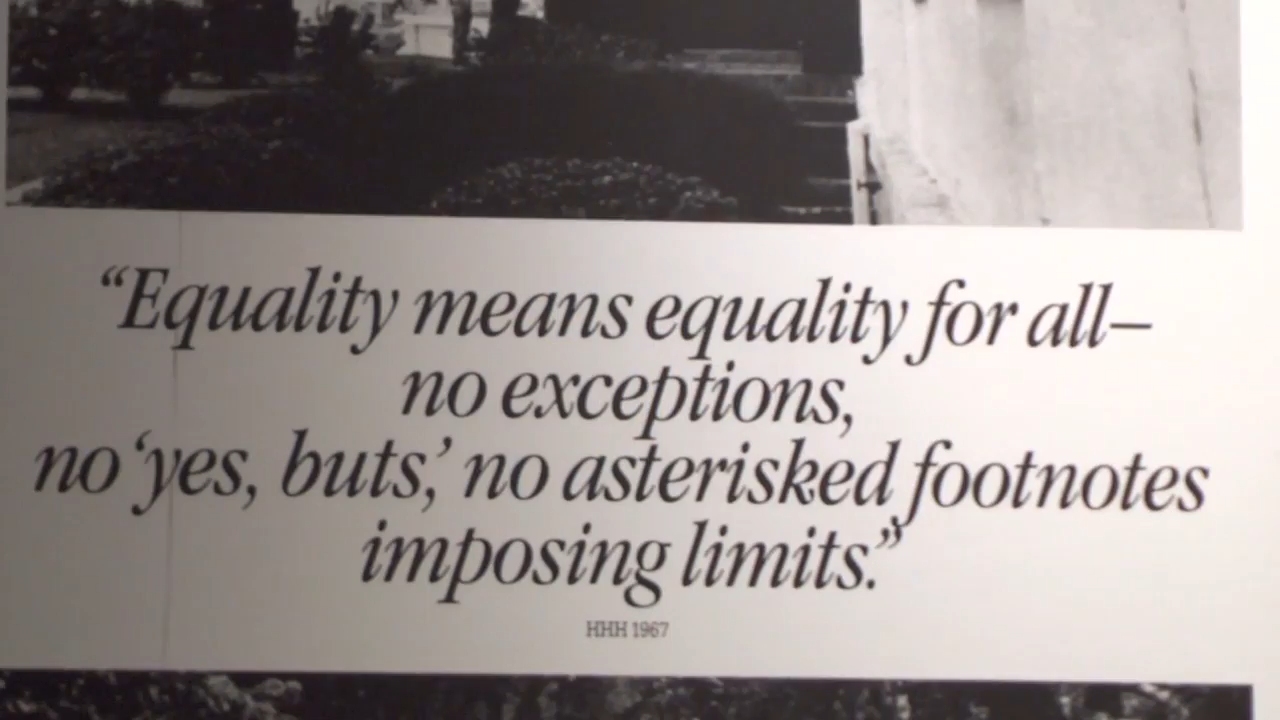 “Equality means equality for all–
no exceptions,
no ‘yes, buts,’ no asterisked footnotes
imposing limits.”
HHH 1967